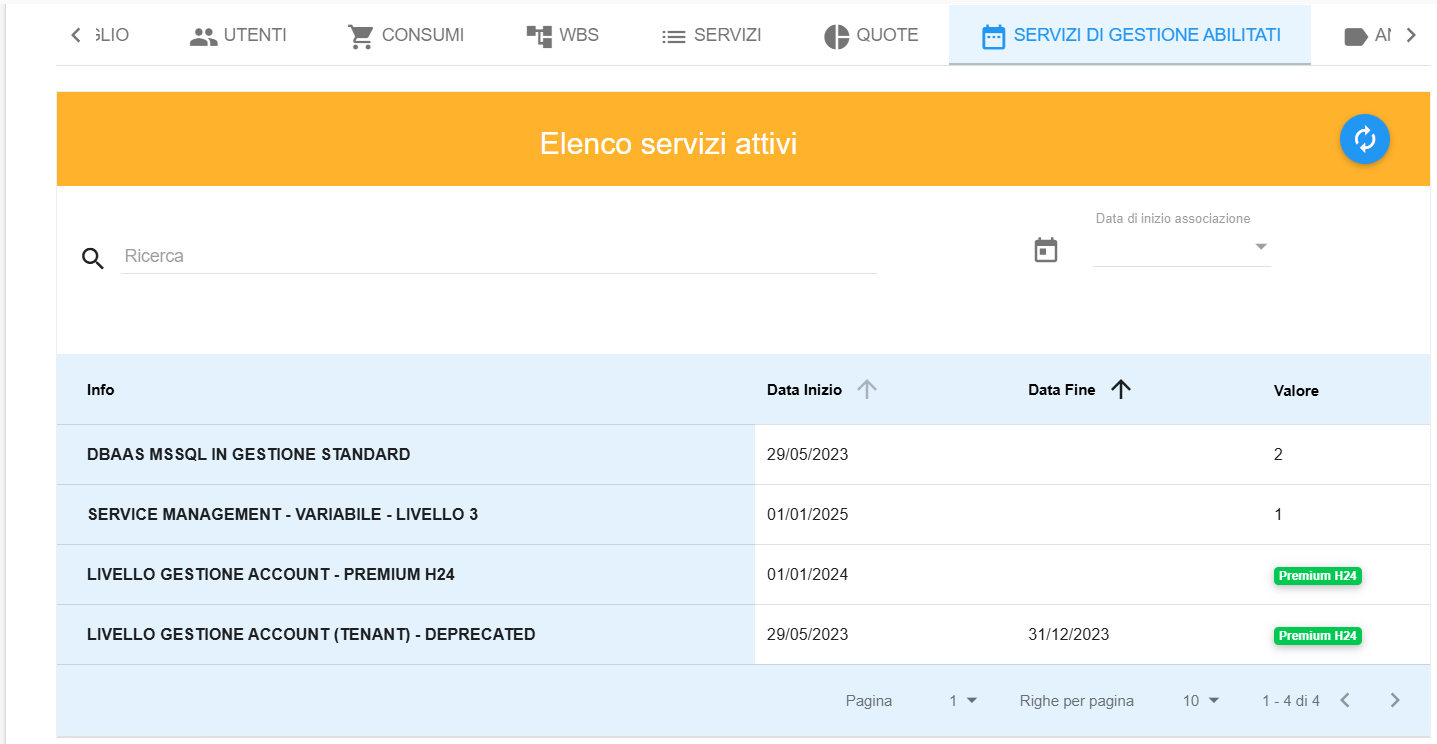 UTENTI CONSUMI WBS SERVIZI QUOTE SERVIZI DI GESTIONE ABILITATI
Elenco servizi attivi
Data di inizio associazione
Ricerca
Info Data Inizio Data Fine Valore
DBAAS MSSQL IN GESTIONE STANDARD 29/05/2023 2
SERVICE MANAGEMENT - VARIABILE - LIVELLO 3 01/01/2025 1
LIVELLO GESTIONE ACCOUNT - PREMIUM H24 01/01/2024 Premium H24
LIVELLO GESTIONE ACCOUNT (TENANT) - DEPRECATED 29/05/2023 31/12/2023 Premium H24
Pagina 1 Righe per pagina 10 1 - 4 di 4